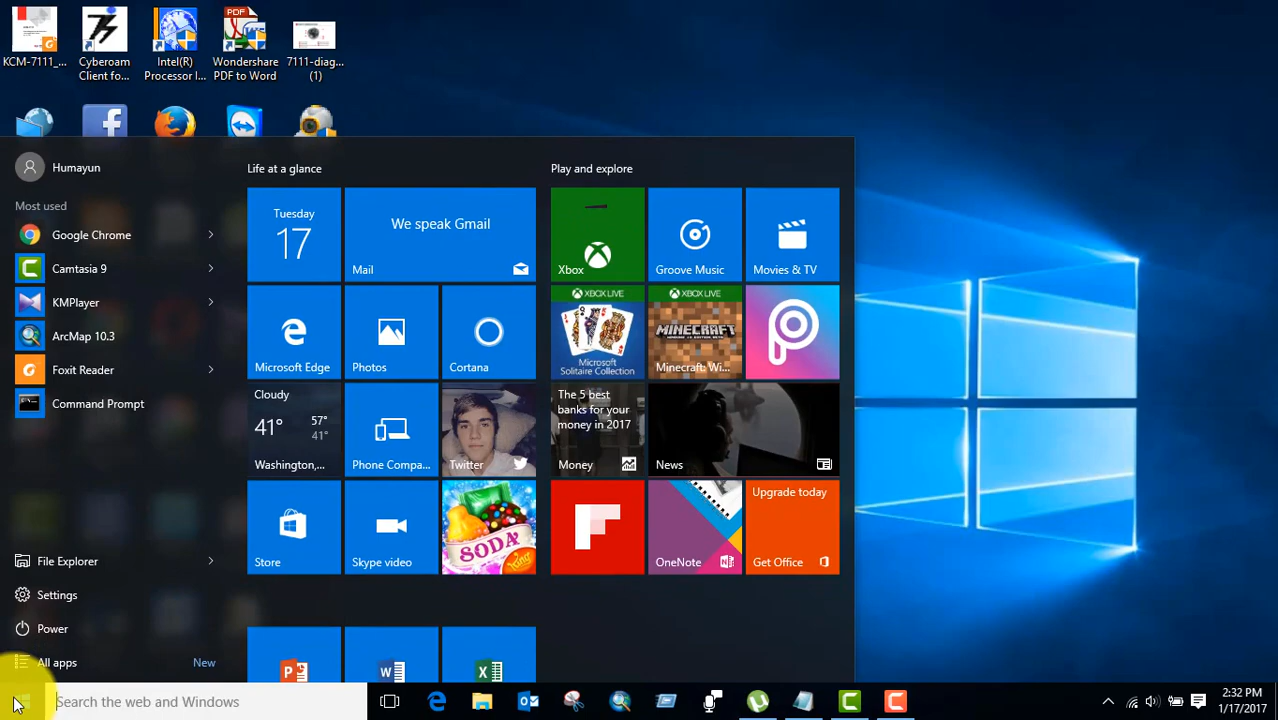 PDF
KCM-7111_...
Cyberoam
Client fo...
Intel(R)
Processor I...
Wondershare
PDF to Word
7111-diag...
(1)
Humayun
Most used
Google Chrome
Camtasia 9
KMPlayer
ArcMap 10.3
Foxit Reader
Command Prompt
File Explorer
Settings
Power
All apps
New
Life at a glance
Tuesday
17
We speak Gmail
Mail
Microsoft Edge
Photos
Cortana
Cloudy
41°
57°
41°
Washington,...
Phone Compa...
Twitter
Store
Skype video
SODA
King
Play and explore
Xbox
Groove Music
Movies & TV
XBOX LIVE
Microsoft
Solitaire Collection
XBOX LIVE
MINECRAFT
Minecraft: Wi...
The 5 best
banks for your
money in 2017
Money
News
OneNote
Upgrade today
Get Office
Search the web and Windows
2:32 PM
1/17/2017